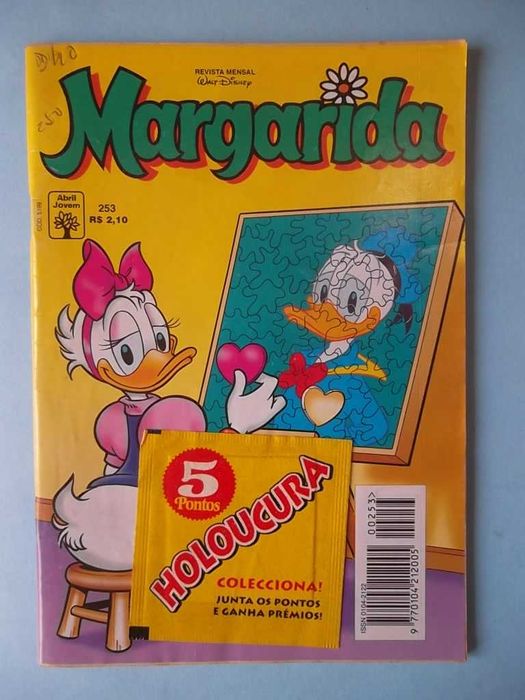 REVISTA MENSAL
Walt Disney
Margarida
Abril
Jovem
253
R$ 2,10
5
Pontos
HOLOUCURA
COLECCIONA!
JUNTA OS PONTOS
E GANHA PRÉMIOS!
00253>
ISSN 0104-2122
9 770104 212005